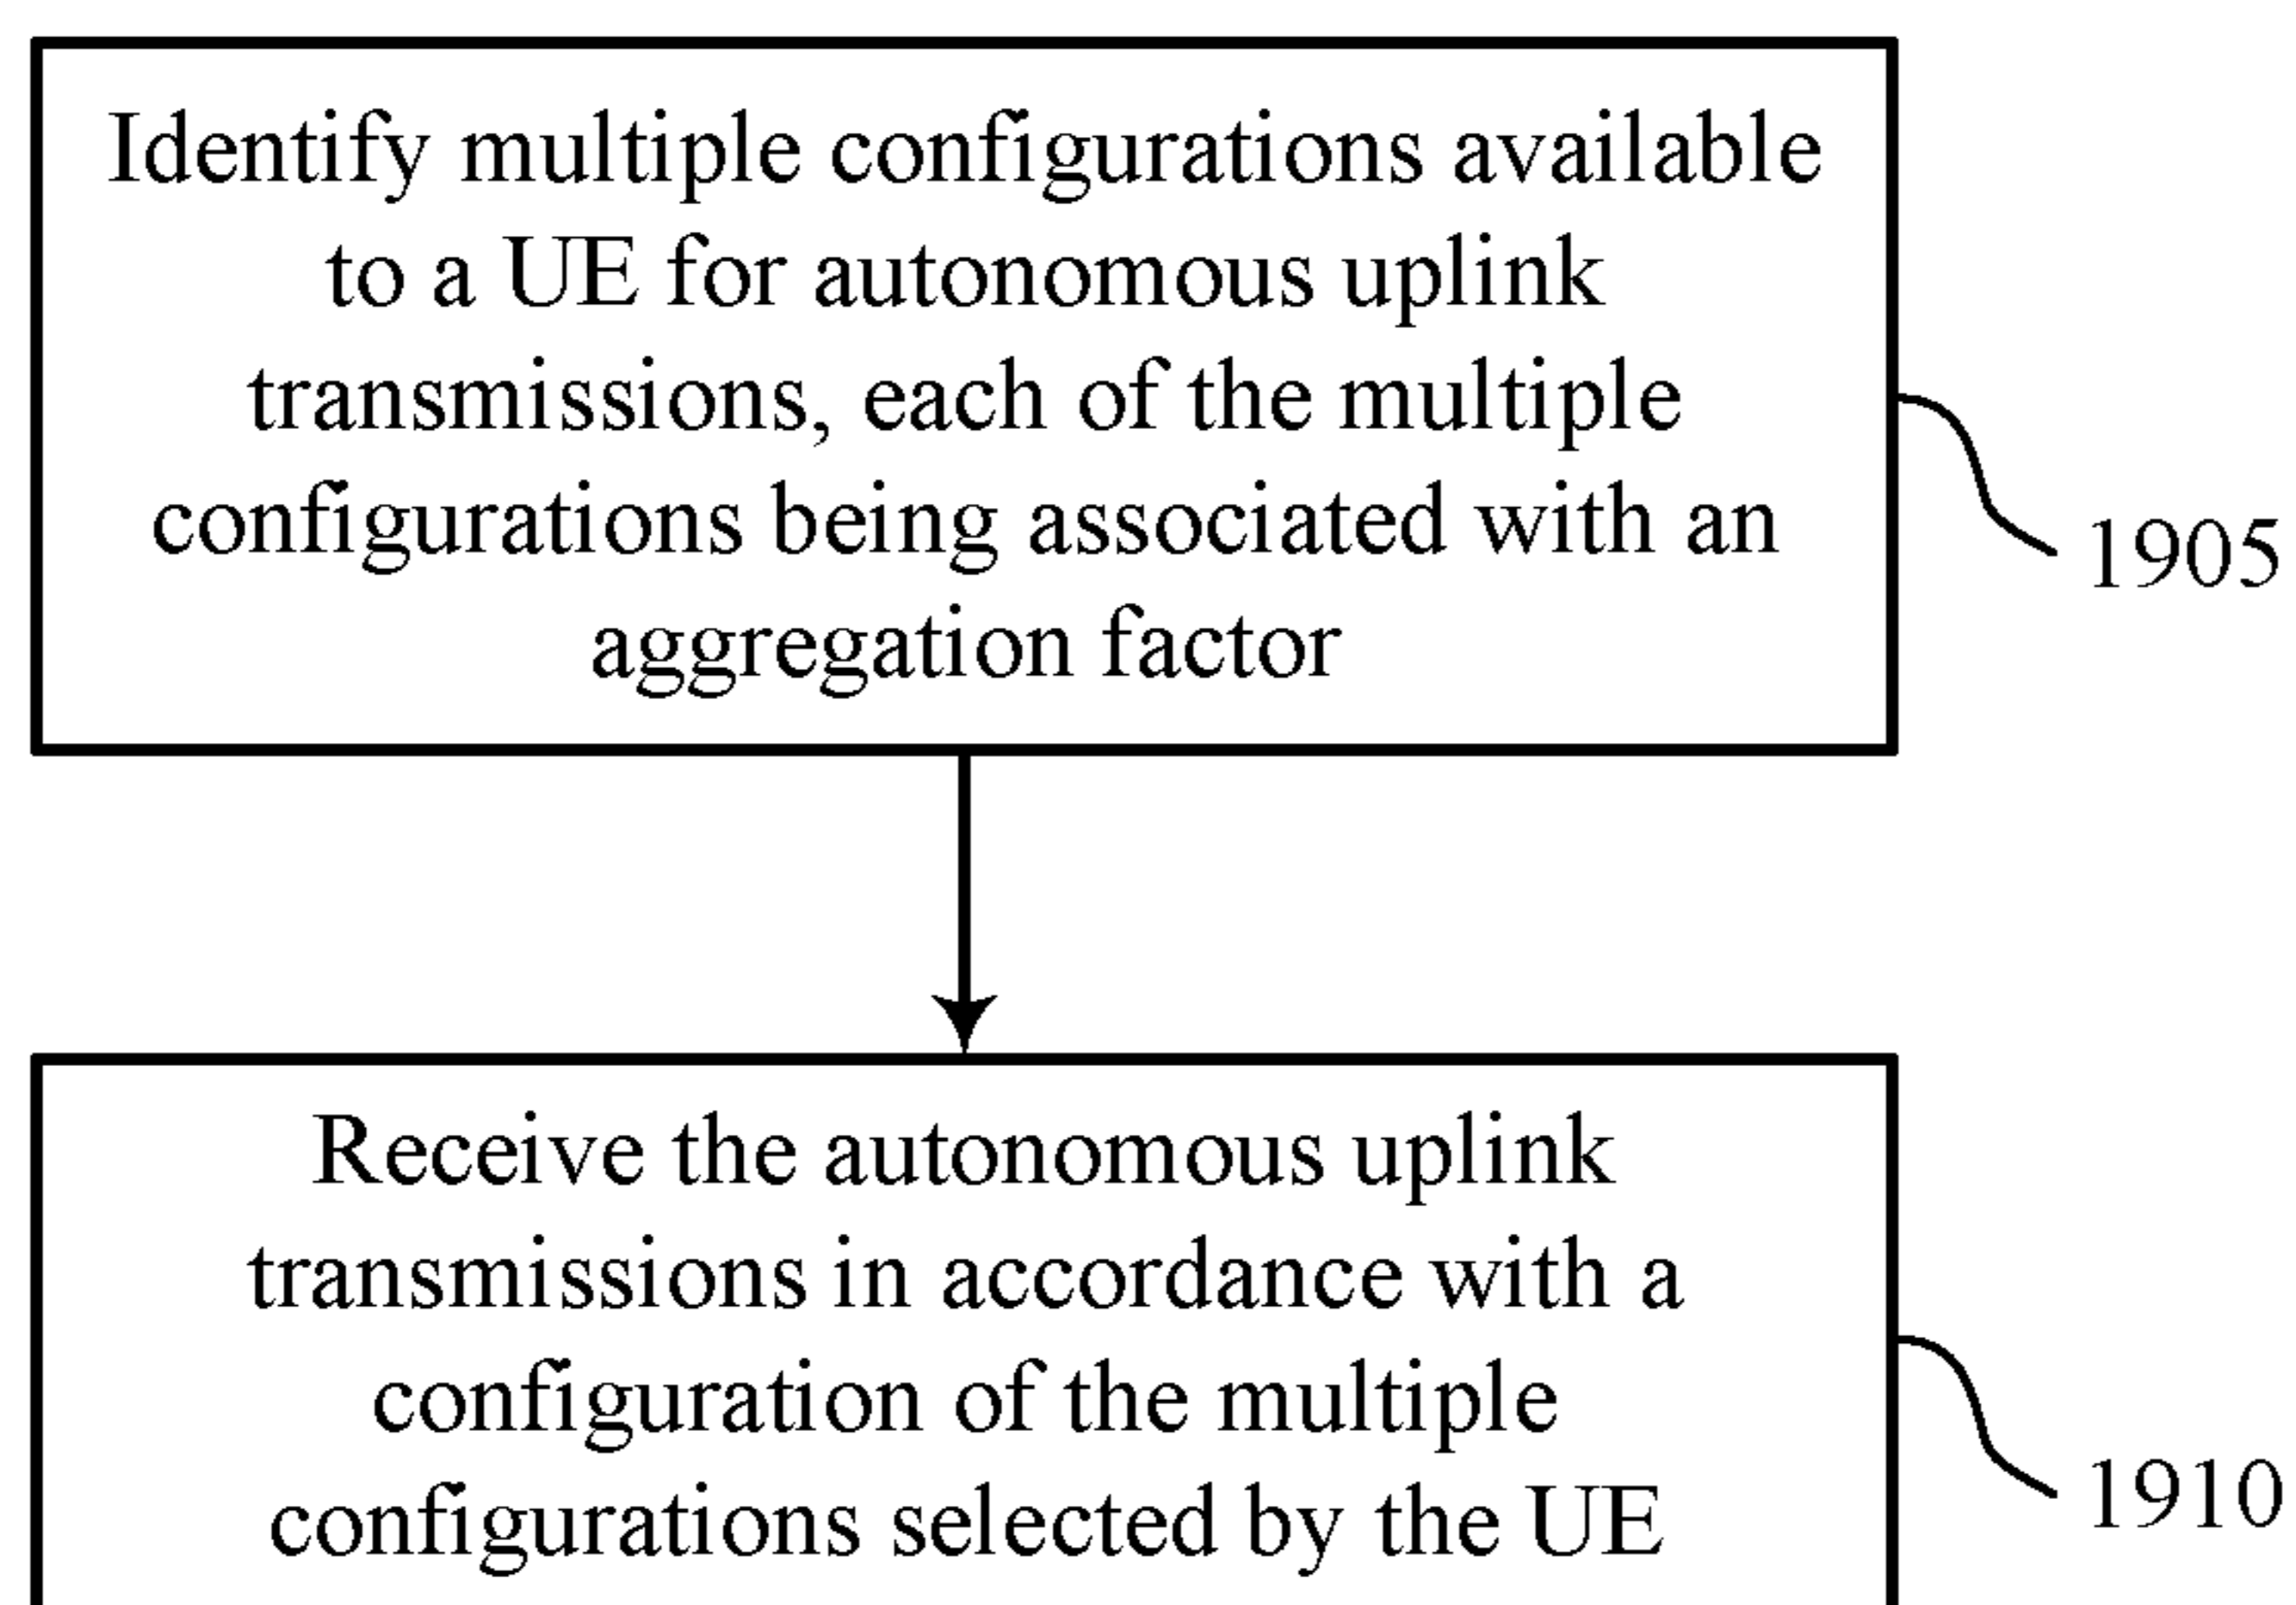 Identify multiple configurations available
to a UE for autonomous uplink
transmissions, each of the multiple
configurations being associated with an
aggregation factor
1905
Receive the autonomous uplink
transmissions in accordance with a
configuration of the multiple
configurations selected by the UE
1910